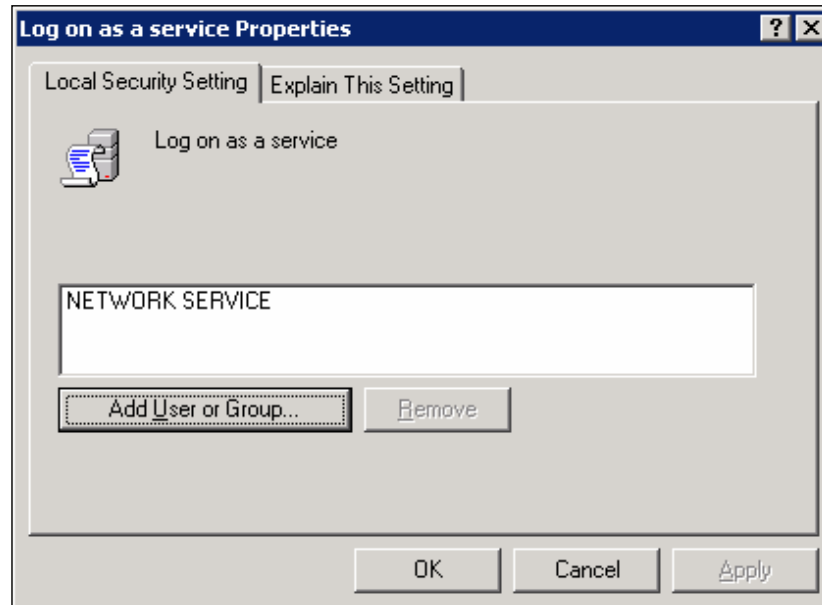 Log on as a service Properties
Local Security Setting
Explain This Setting
Log on as a service
NETWORK SERVICE
Add User or Group...
Remove
OK
Cancel
Apply